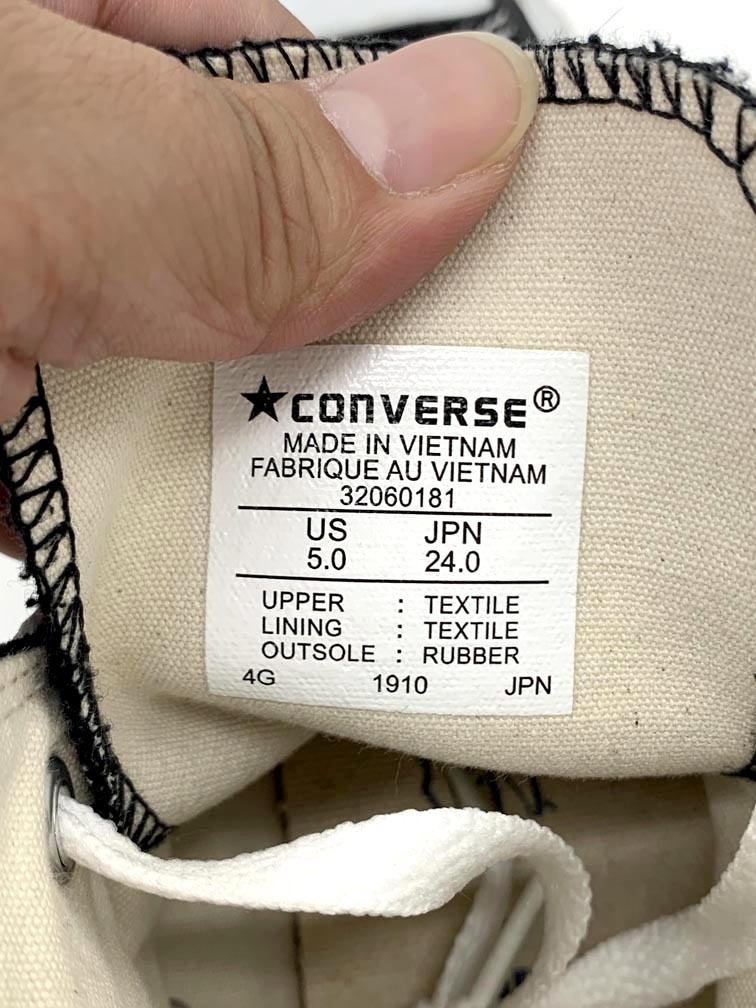 ★CONVERSE®
MADE IN VIETNAM
FABRIQUE AU VIETNAM
32060181
US JPN
5.0 24.0
UPPER : TEXTILE
LINING : TEXTILE
OUTSOLE : RUBBER
4G 1910 JPN